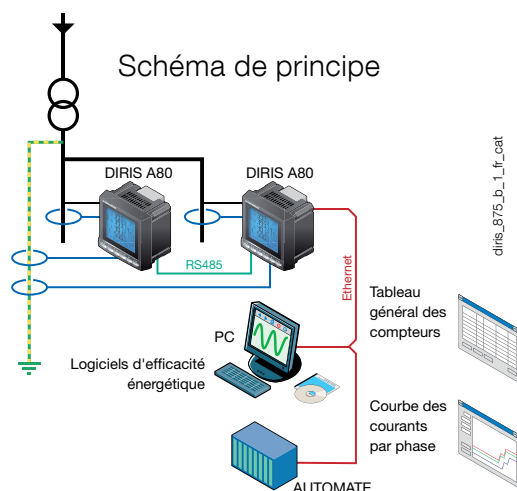 Schéma de principe
DIRIS A80
DIRIS A80
RS485
Ethernet
diris_875_b_1_fr_cat
PC
Logiciels d'efficacité
énergétique
Tableau
général des
compteurs
Courbe des
courants
par phase
AUTOMATE